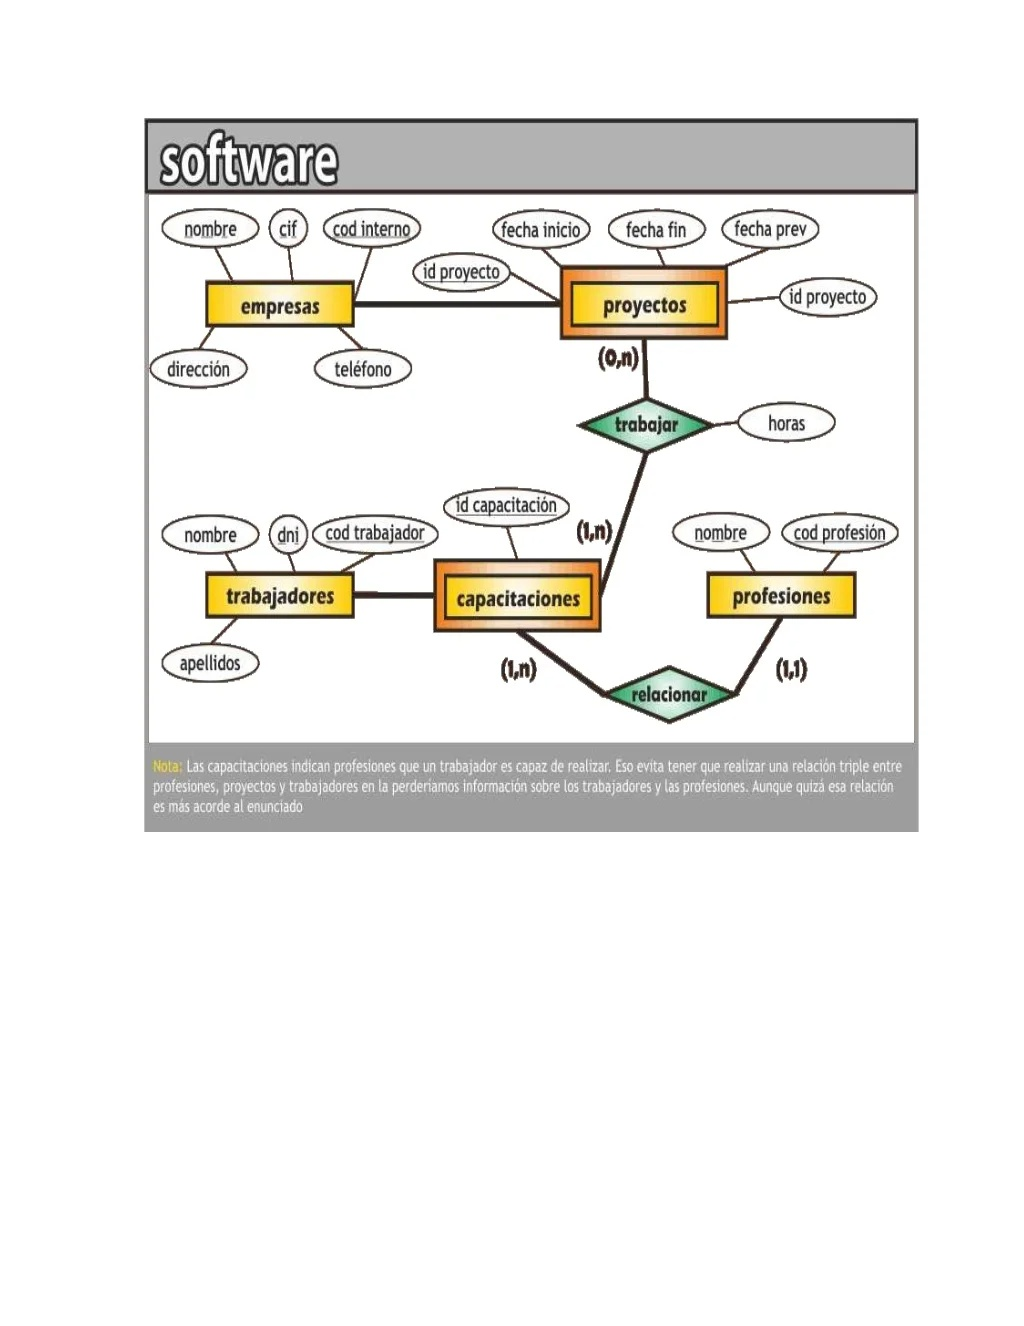 software
nombre
cif
cod interno
fecha inicio
fecha fin
fecha prev
id proyecto
empresas
proyectos
id proyecto
dirección
teléfono
(0,n)
trabajar
horas
id capacitación
(1,n)
nombre
dni
cod trabajador
nombre
cod profesión
trabajadores
capacitaciones
profesiones
apellidos
(1,n)
(1,1)
relacionar
Nota: Las capacitaciones indican profesiones que un trabajador es capaz de realizar. Eso evita tener que realizar una relación triple entre
profesiones, proyectos y trabajadores en la perderíamos información sobre los trabajadores y las profesiones. Aunque quizá esa relación
es más acorde al enunciado